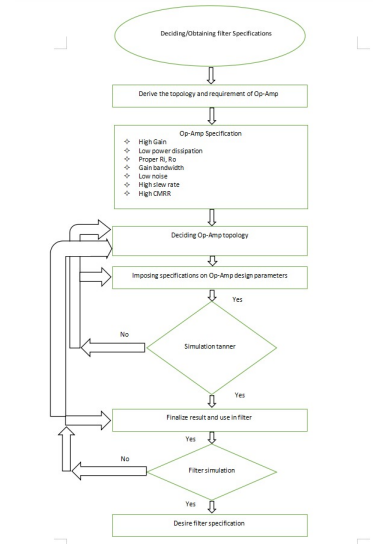 Deciding/Obtaining filter Specifications
Derive the topology and requirement of Op-Amp
Op-Amp Specification
High Gain
Low power dissipation
Proper Ri, Ro
Gain bandwidth
Low noise
High slew rate
High CMRR
Deciding Op-Amp topology
Imposing specifications on Op-Amp design parameters
Yes
No
Simulation tanner
Yes
Finalize result and use in filter
Yes
No
Filter simulation
Yes
Desire filter specification